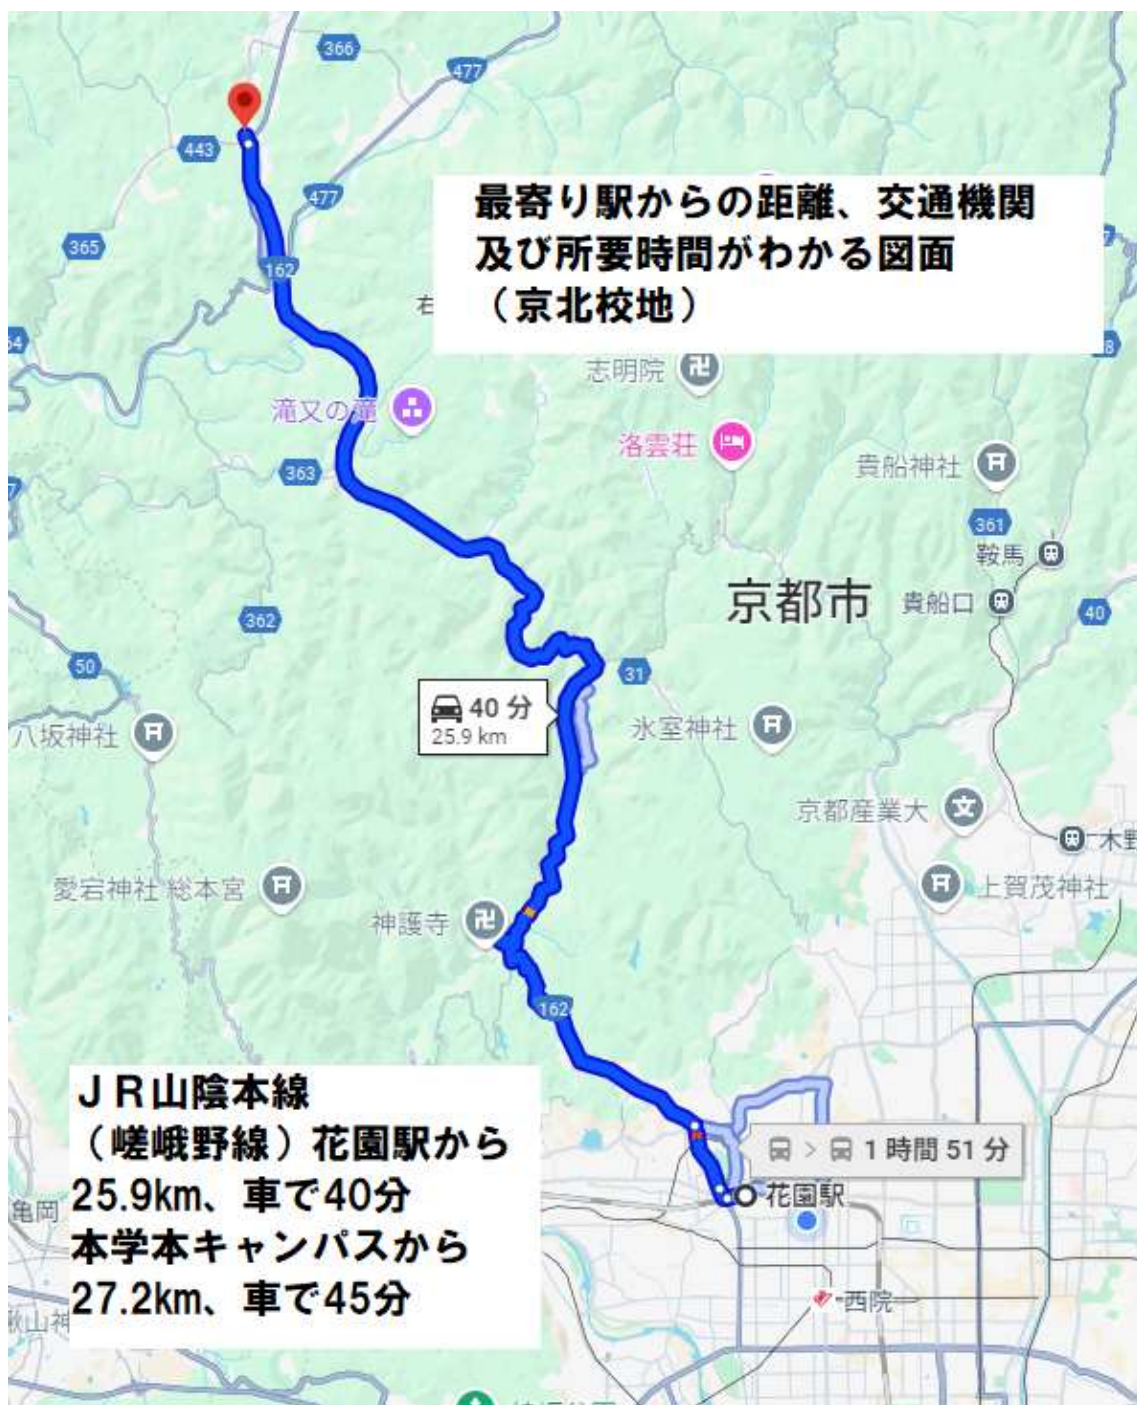 366
477
443
477
最寄り駅からの距離、交通機関
及び所要時間がわかる図面
（京北校地）
365
162
右
志明院
滝又の滝
洛雲荘
貴船神社
363
361
鞍馬
京都市
貴船口
362
40
50
31
40 分
25.9 km
八坂神社
氷室神社
京都産業大
木野
愛宕神社 総本宮
上賀茂神社
神護寺
162
ＪＲ山陰本線
（嵯峨野線）花園駅から
25.9km、車で40分
本学本キャンパスから
27.2km、車で45分
1 時間 51 分
花園駅
亀岡
西院